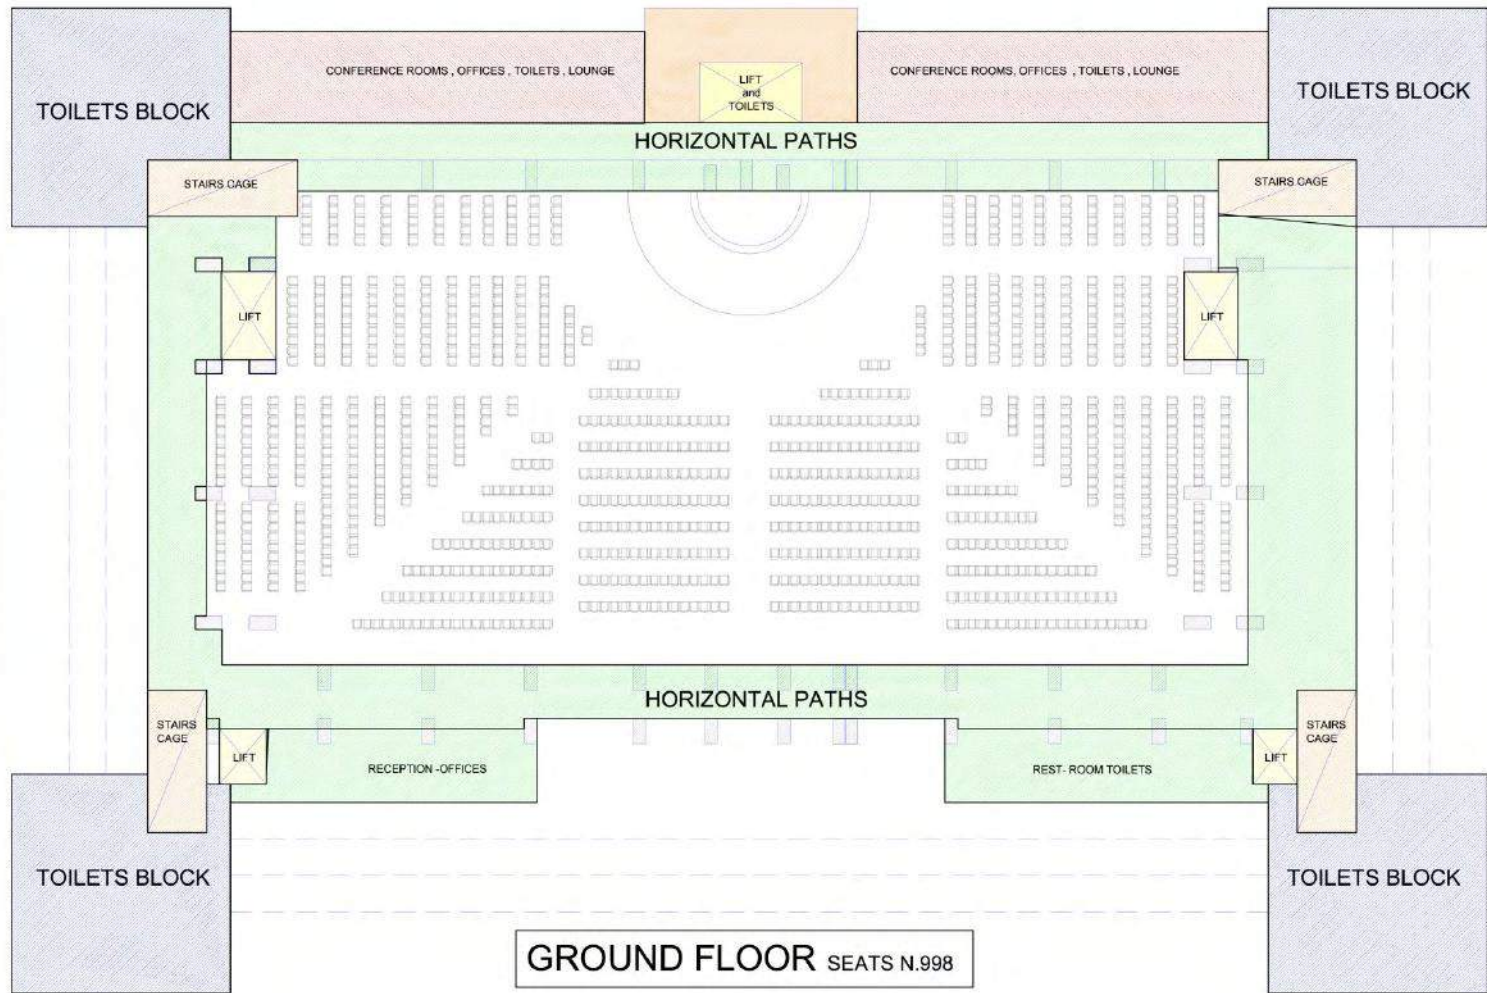 CONFERENCE ROOMS , OFFICES , TOILETS , LOUNGE
LIFT
and
TOILETS
CONFERENCE ROOMS, OFFICES , TOILETS , LOUNGE
TOILETS BLOCK
TOILETS BLOCK
HORIZONTAL PATHS
STAIRS CAGE
STAIRS CAGE
LIFT
LIFT
HORIZONTAL PATHS
STAIRS
CAGE
STAIRS
CAGE
LIFT
RECEPTION -OFFICES
REST- ROOM TOILETS
LIFT
TOILETS BLOCK
TOILETS BLOCK
GROUND FLOOR SEATS N.998